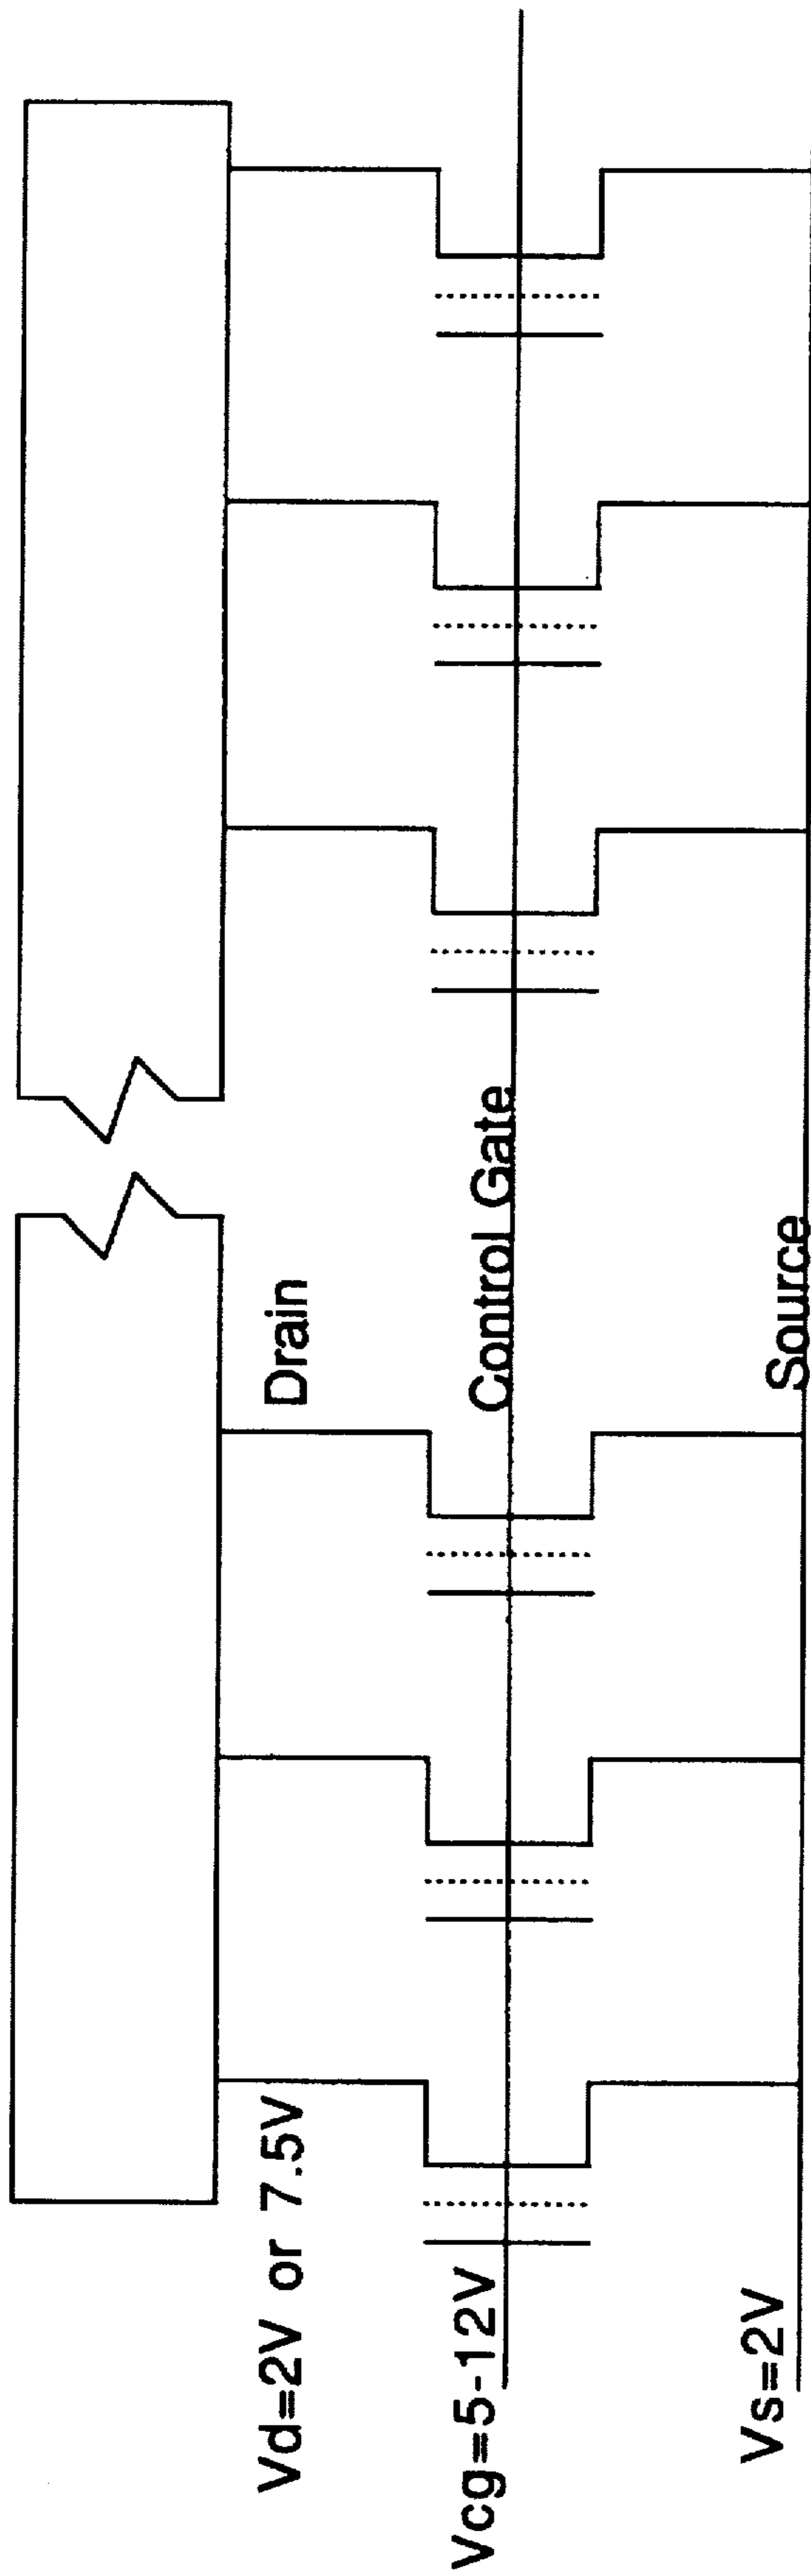 Drain
Vd=2V or 7.5V
Control Gate
Vcg=5-12V
Source
Vs=2V